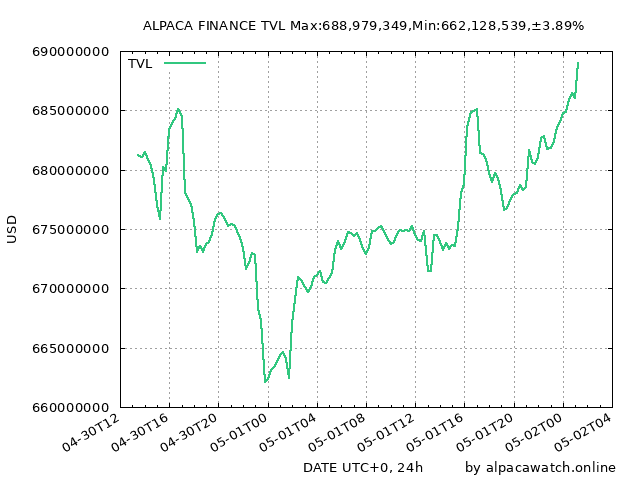 ALPACA FINANCE TVL Max:688,979,349,Min:662,128,539,±3.89%
690000000
TVL
685000000
680000000
675000000
670000000
665000000
660000000
USD
04-30T12
04-30T16
04-30T20
05-01T00
05-01T04
05-01T08
05-01T12
05-01T16
05-01T20
05-02T00
05-02T04
DATE UTC+0, 24h
by alpacawatch.online